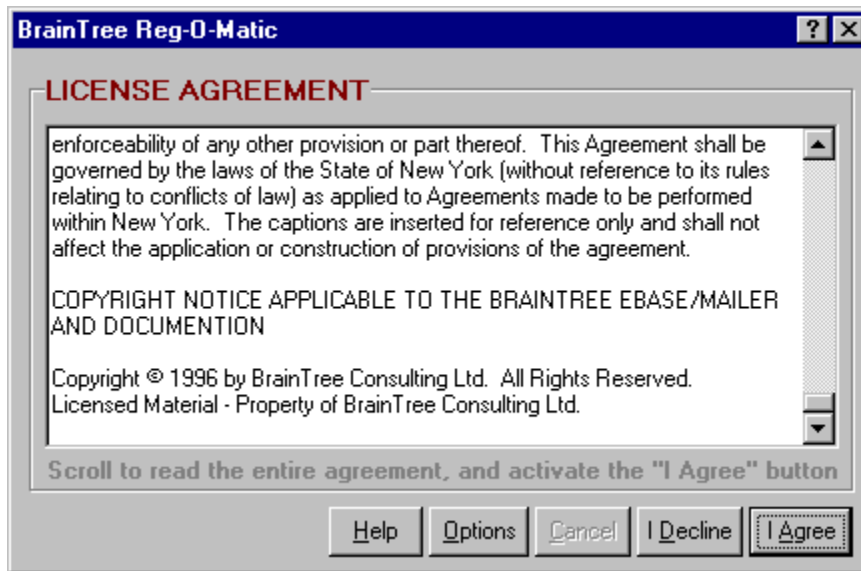 BrainTree Reg-O-Matic
LICENSE AGREEMENT
enforceability of any other provision or part thereof.  This Agreement shall be
governed by the laws of the State of New York (without reference to its rules
relating to conflicts of law) as applied to Agreements made to be performed
within New York.  The captions are inserted for reference only and shall not
affect the application or construction of provisions of the agreement.
COPYRIGHT NOTICE APPLICABLE TO THE BRAINTREE EBASE/MAILER
AND DOCUMENTION
Copyright © 1996 by BrainTree Consulting Ltd.  All Rights Reserved.
Licensed Material - Property of BrainTree Consulting Ltd.
Scroll to read the entire agreement, and activate the "I Agree" button
Help Options Cancel I Decline I Agree